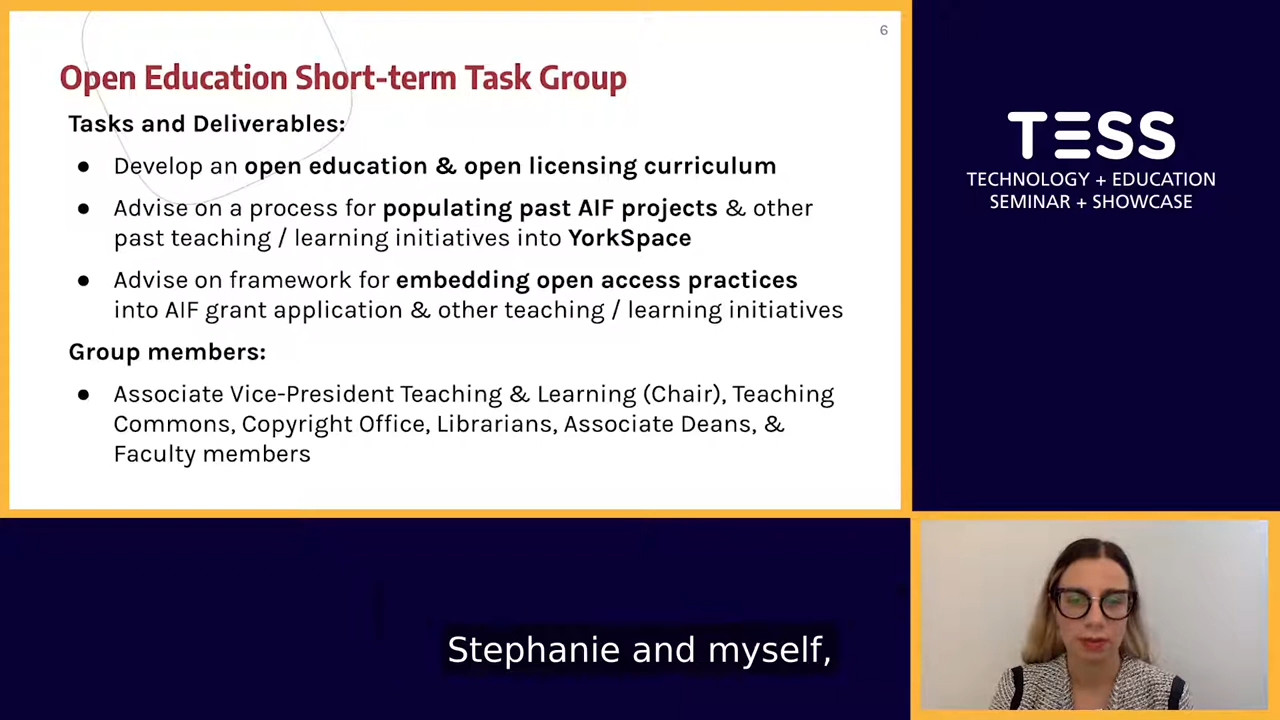 6
Open Education Short-term Task Group
Tasks and Deliverables:
● Develop an open education & open licensing curriculum
● Advise on a process for populating past AIF projects & other
past teaching / learning initiatives into YorkSpace
● Advise on framework for embedding open access practices
into AIF grant application & other teaching / learning initiatives
Group members:
● Associate Vice-President Teaching & Learning (Chair), Teaching
Commons, Copyright Office, Librarians, Associate Deans, &
Faculty members
TESS
TECHNOLOGY + EDUCATION
SEMINAR + SHOWCASE
Stephanie and myself,